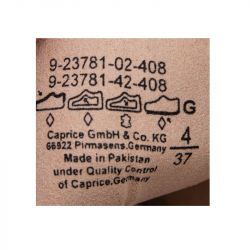 9-23781-02-408
9-23781-42-408
G
Caprice GmbH & Co. KG
66922 Pirmasens, Germany
4/37
Made in Pakistan
under Quality Control
of Caprice,Germany